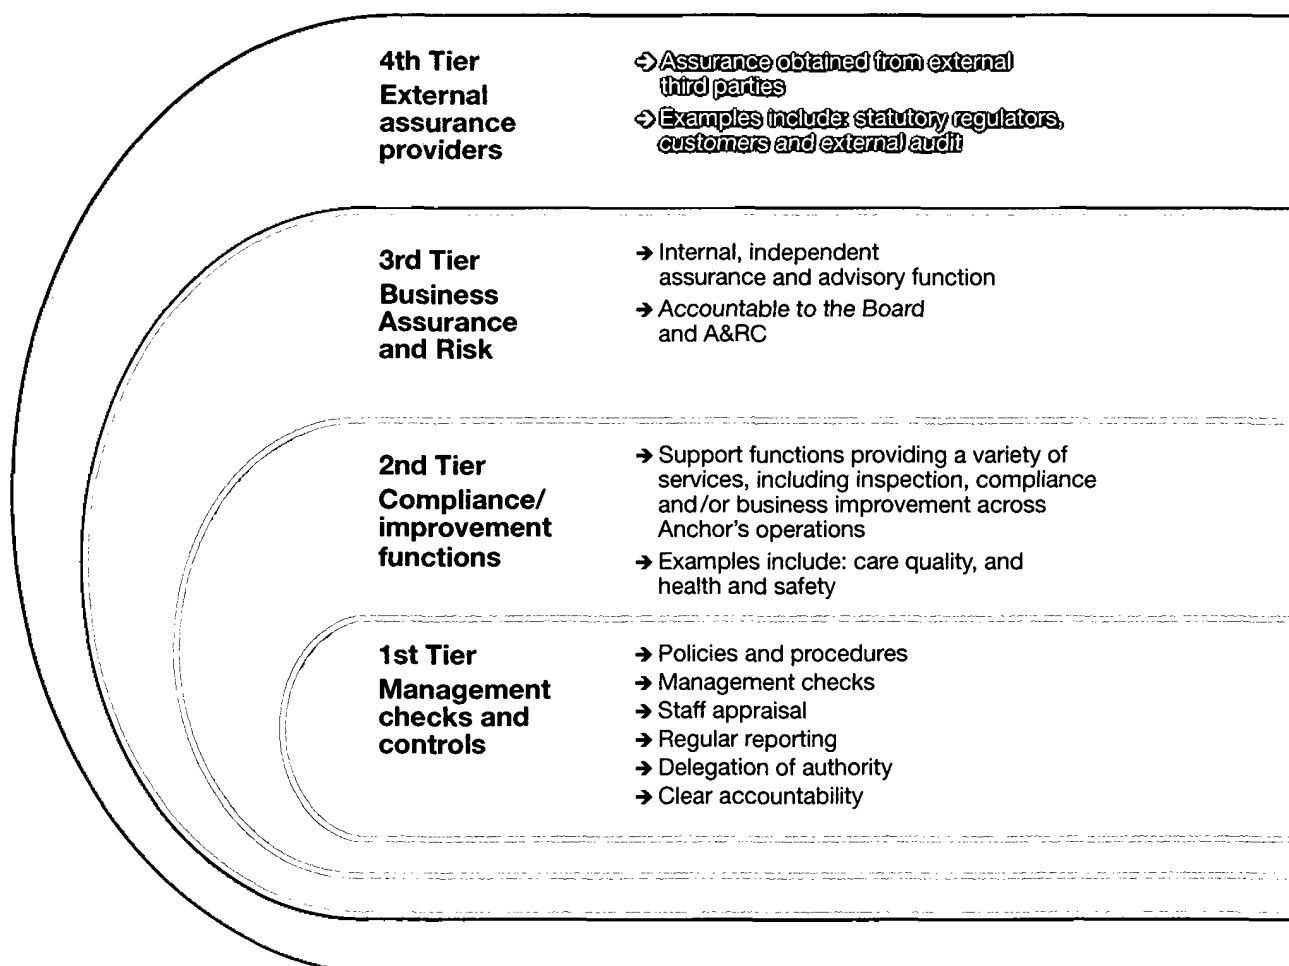 4th Tier
External
assurance
providers
➔ Assurance obtained from external
third parties
➔ Examples include: statutory regulators,
customers and external audit
3rd Tier
Business
Assurance
and Risk
➔ Internal, independent
assurance and advisory function
➔ Accountable to the Board
and A&RC
2nd Tier
Compliance/
improvement
functions
➔ Support functions providing a variety of
services, including inspection, compliance
and/or business improvement across
Anchor's operations
➔ Examples include: care quality, and
health and safety
1st Tier
Management
checks and
controls
➔ Policies and procedures
➔ Management checks
➔ Staff appraisal
➔ Regular reporting
➔ Delegation of authority
➔ Clear accountability